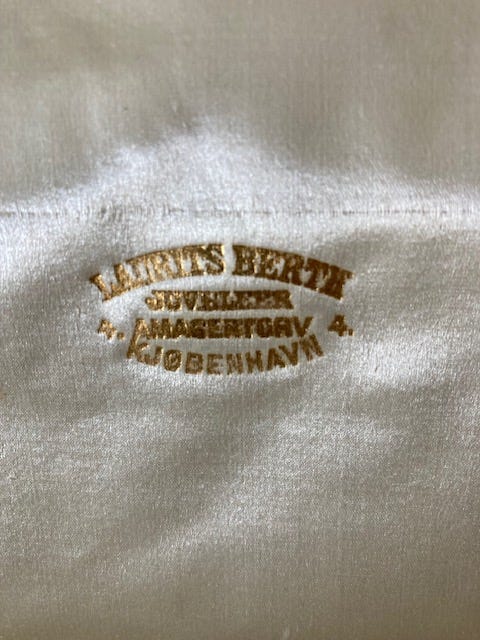 LAURITS BERTH
JUVELEER
4. AMAGERTORV 4.
KJØBENHAVN